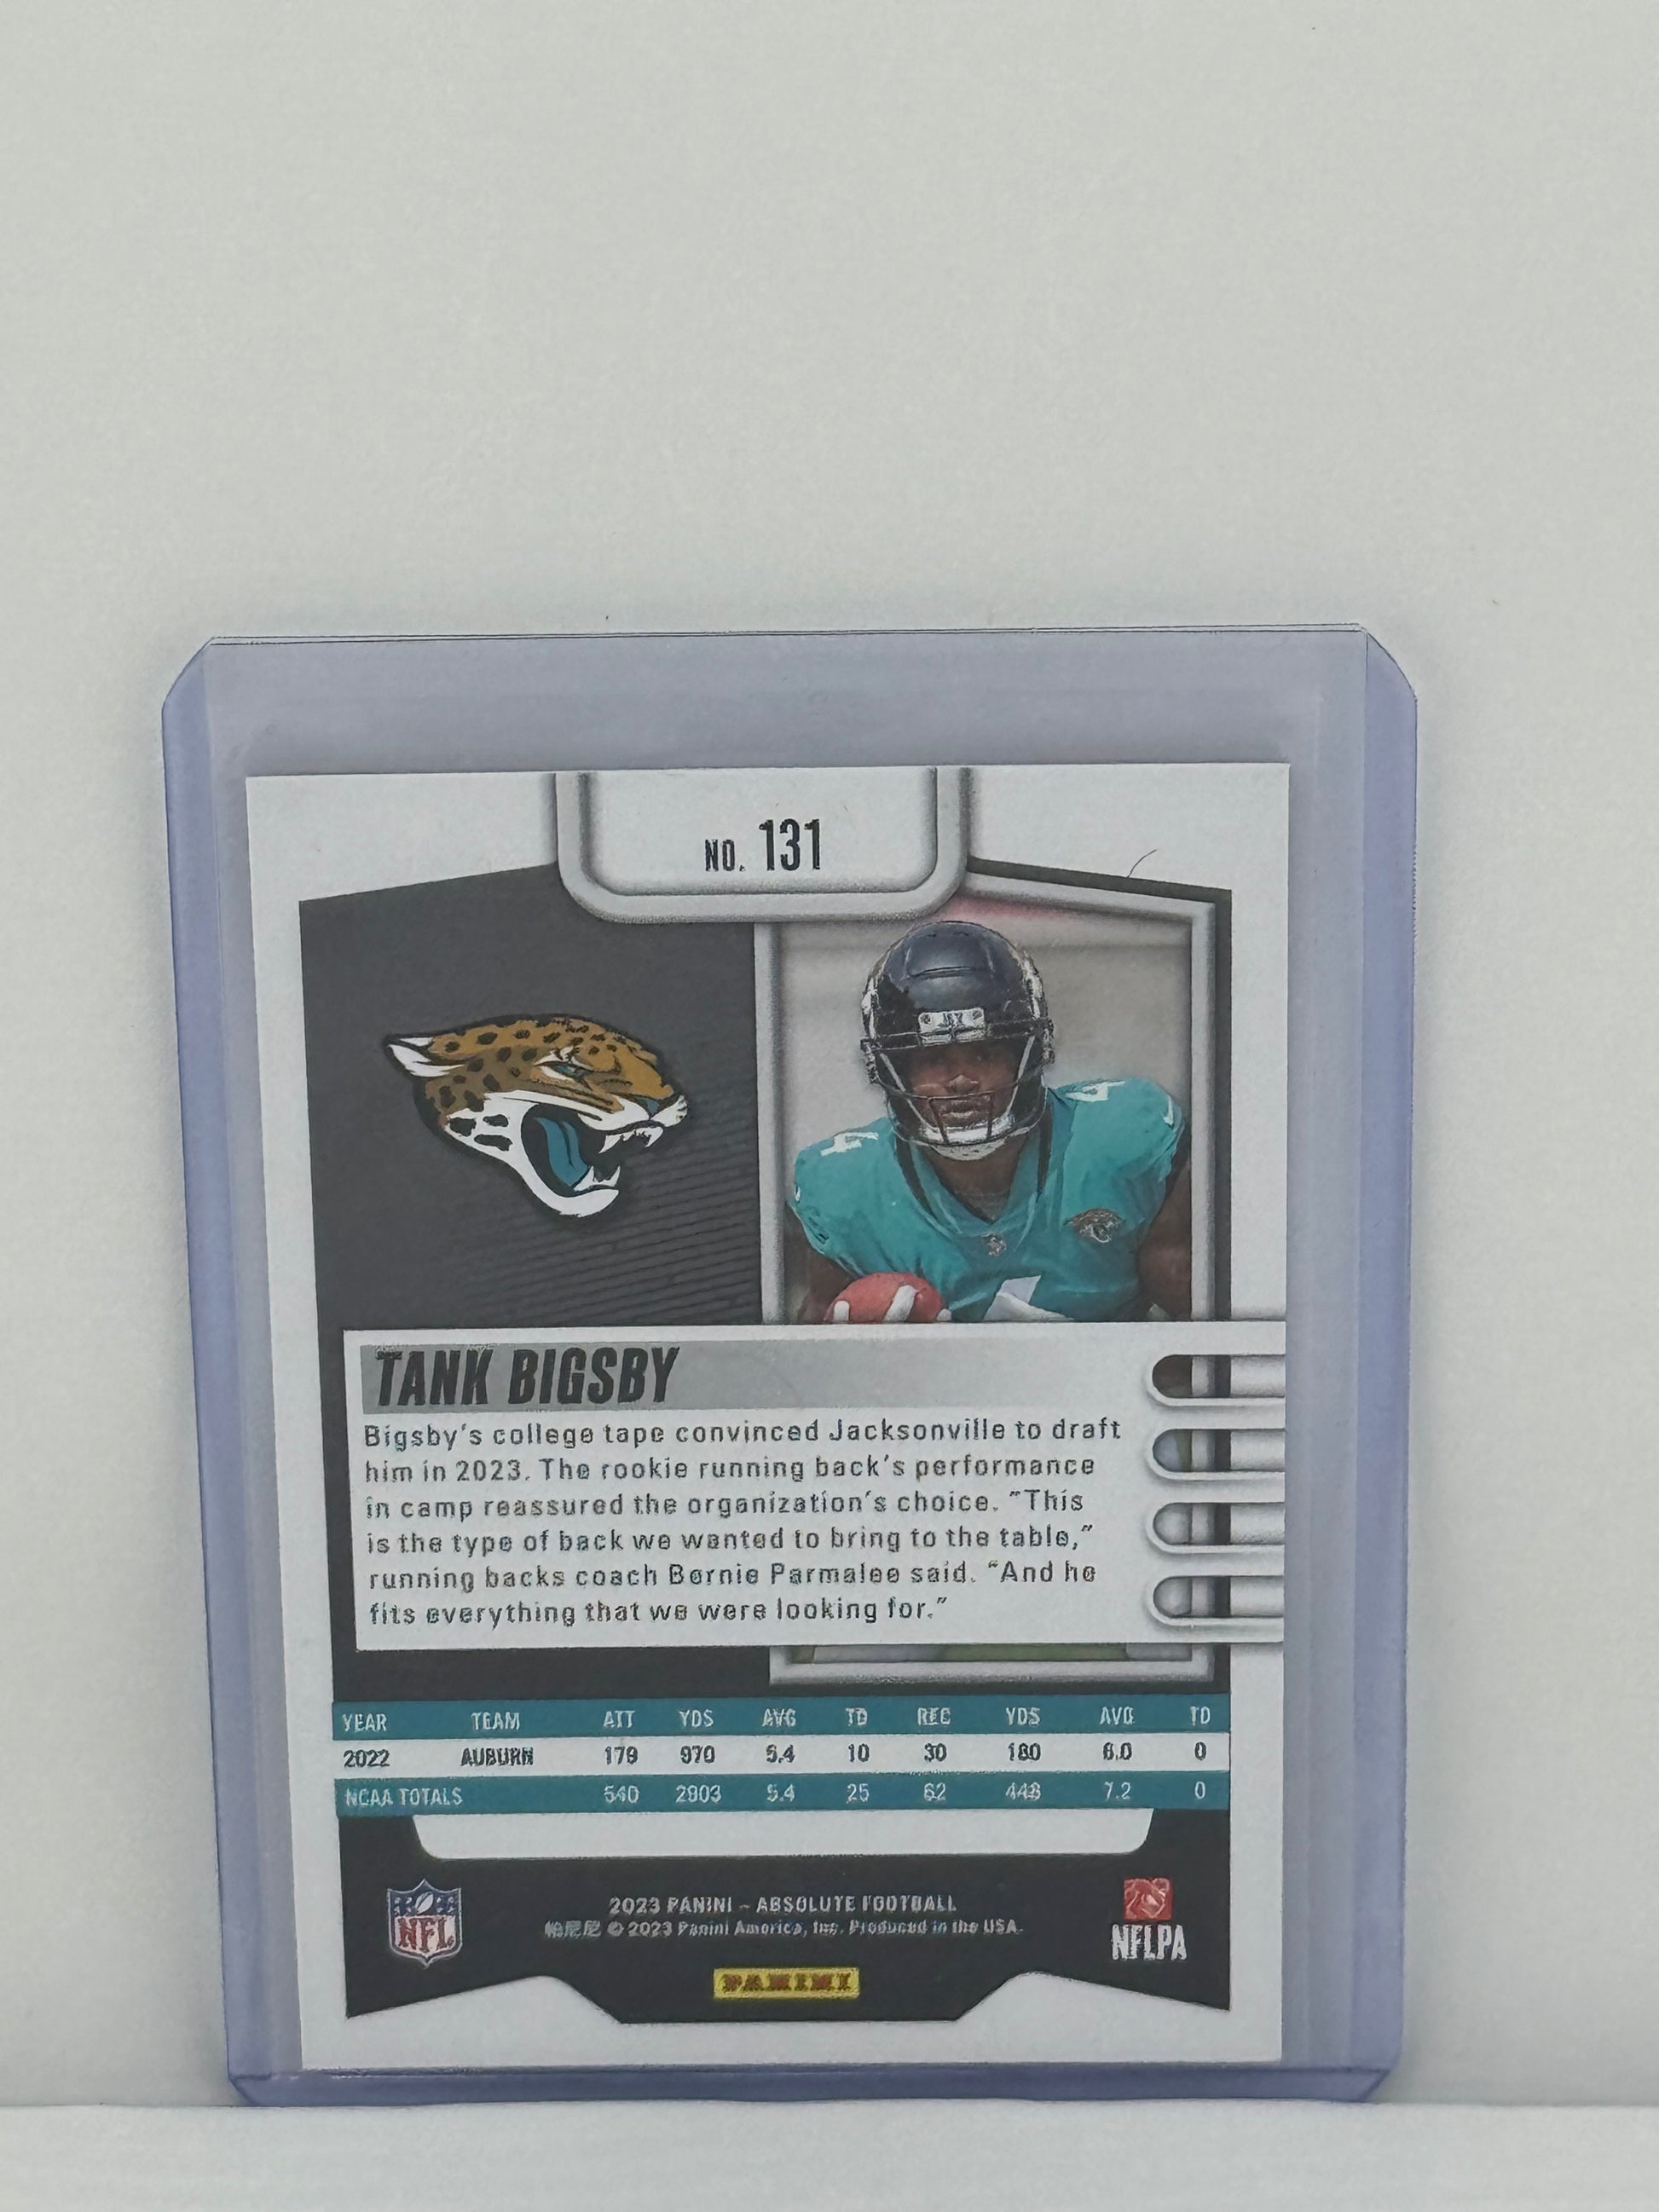 NO. 131
TANK BIGSBY
Bigsby's college tape convinced Jacksonville to draft
him in 2023. The rookie running back's performance
in camp reassured the organization's choice. "This
is the type of back we wanted to bring to the table,"
running backs coach Bernie Parmalee said. "And he
fits everything that we were looking for."
YEAR TEAM ATT YDS AVG TD REC YDS AVG TD
2022 AUBURN 179 970 5.4 10 30 180 6.0 0
NCAA TOTALS 540 2903 5.4 25 62 448 7.2 0
2023 PANINI - ABSOLUTE FOOTBALL
帕尼尼 © 2023 Panini America, Inc. Produced in the USA.
NFL
NFLPA
PANINI